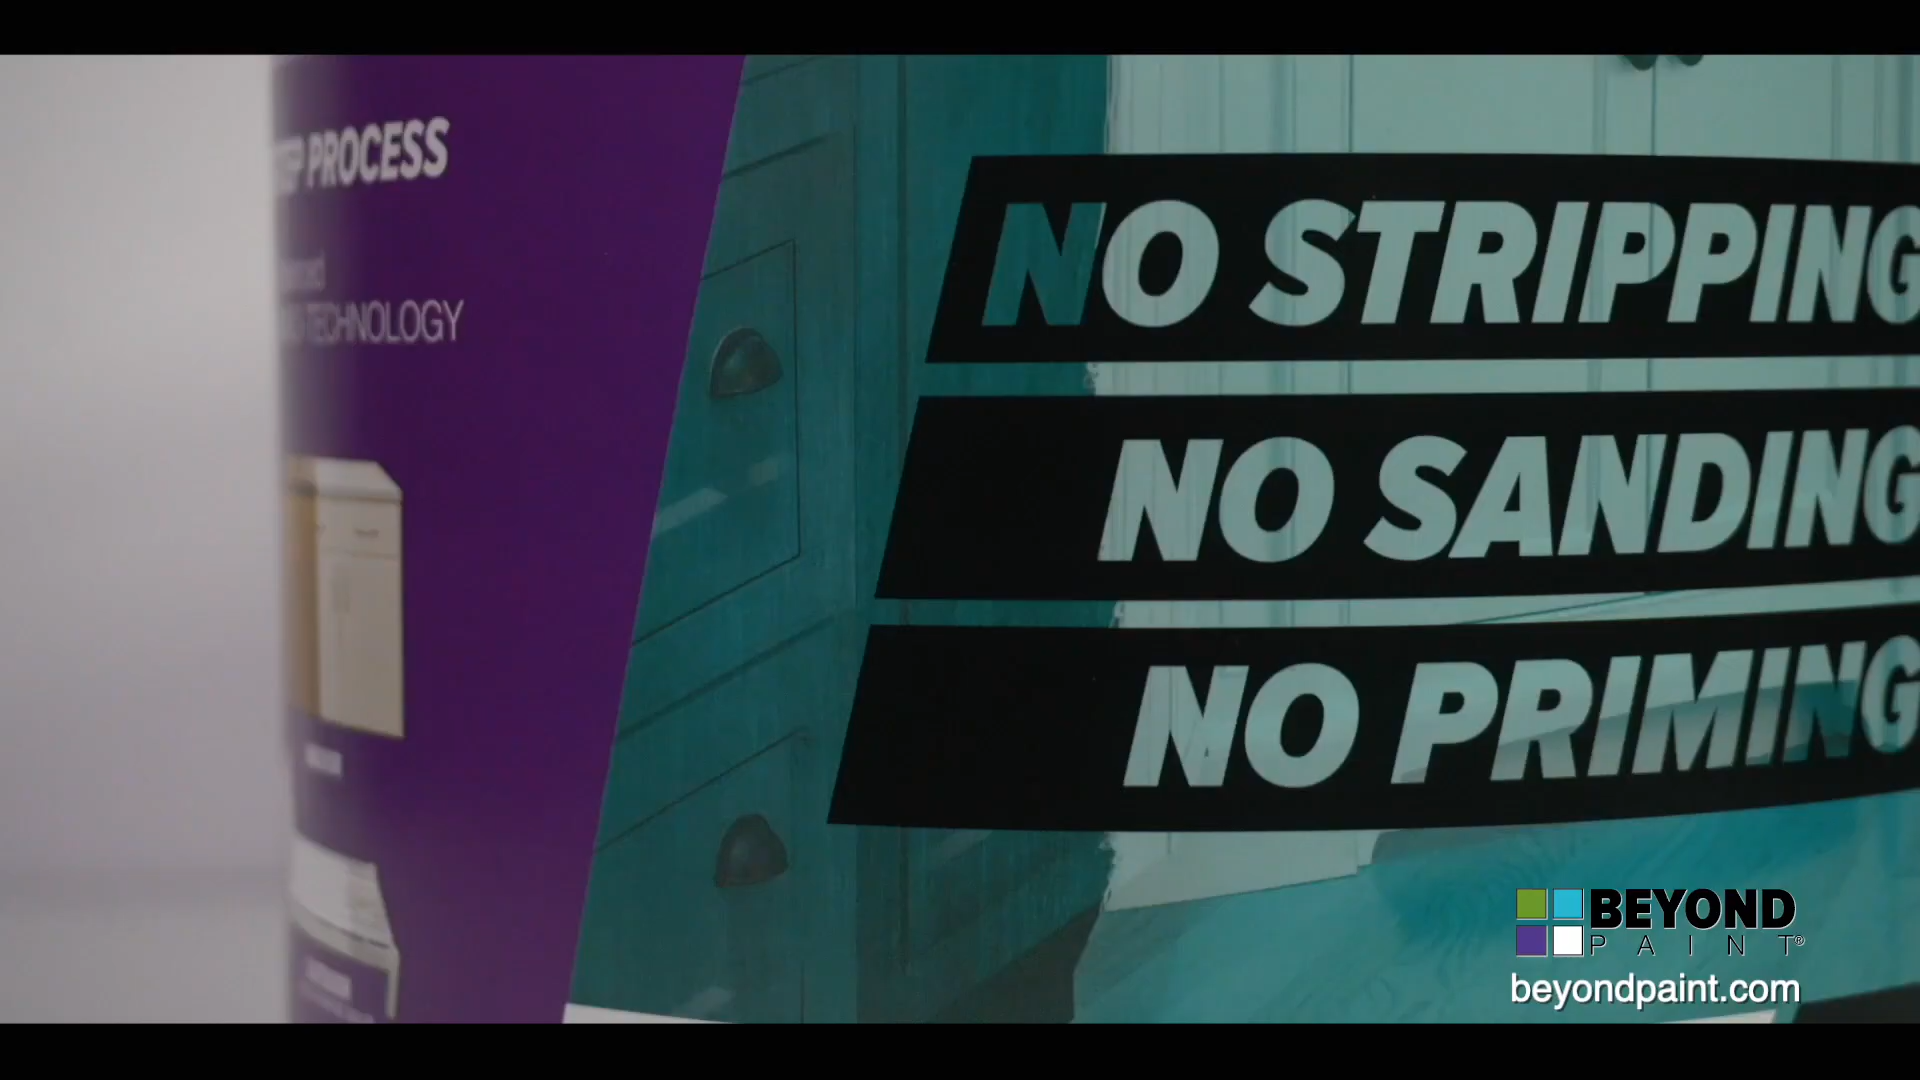 PROCESS
TECHNOLOGY
NO STRIPPING
NO SANDING
NO PRIMING
BEYOND
PAINT®
beyondpaint.com